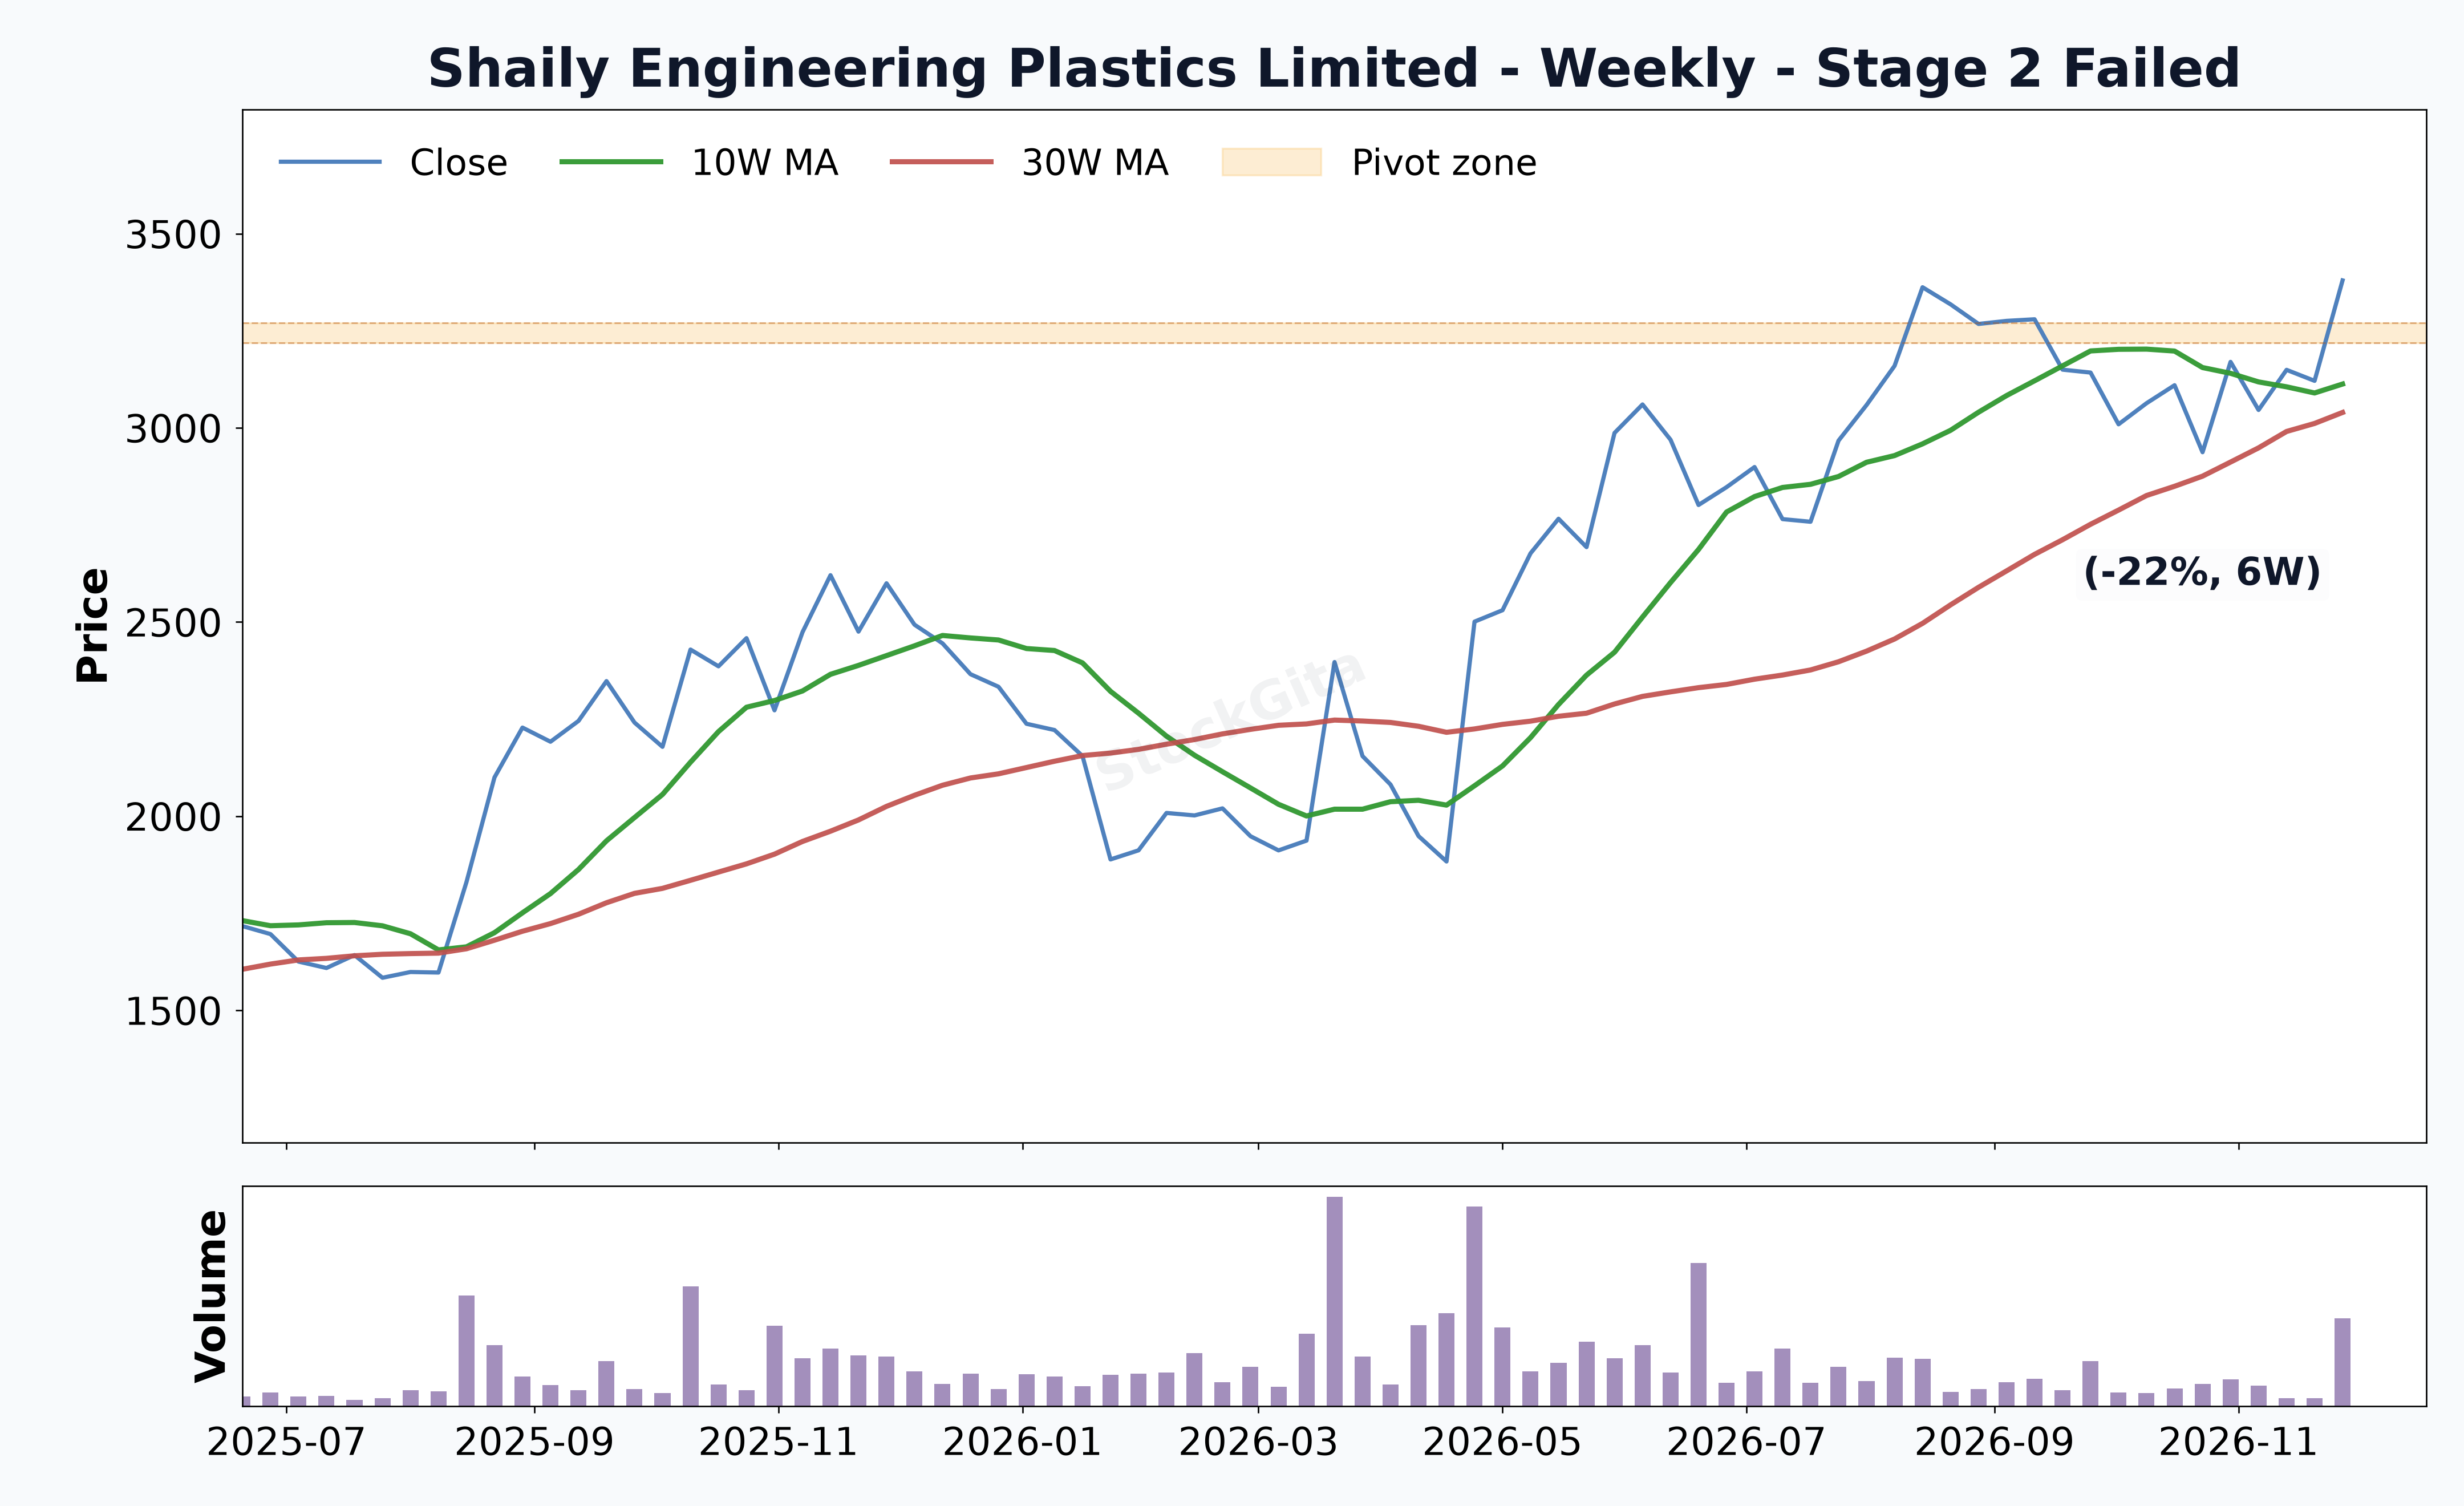 Shaily Engineering Plastics Limited - Weekly - Stage 2 Failed
Close 10W MA 30W MA Pivot zone
3500
3000
2500
2000
1500
Price
(-22%, 6W)
StockGita
Volume
2025-07 2025-09 2025-11 2026-01 2026-03 2026-05 2026-07 2026-09 2026-11